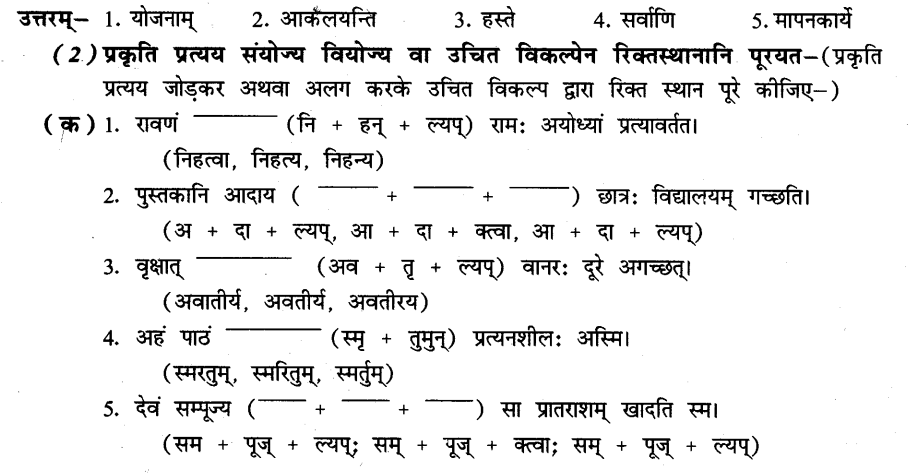 उत्तरम्– 1. योजनाम् 2. आकलयन्ति 3. हस्ते 4. सर्वाणि 5. मापनकार्ये
(2) प्रकृति प्रत्यय संयोज्य वियोज्य वा उचित विकल्पेन रिक्तस्थानानि पूरयत–(प्रकृति
प्रत्यय जोड़कर अथवा अलग करके उचित विकल्प द्वारा रिक्त स्थान पूरे कीजिए–)
(क) 1. रावणं ______ (नि + हन् + ल्यप्) रामः अयोध्यां प्रत्यावर्तत।
(निहत्वा, निहत्य, निहन्य)
2. पुस्तकानि आदाय ( ____ + ____ + ____ ) छात्रः विद्यालयम् गच्छति।
(अ + दा + ल्यप्, आ + दा + क्त्वा, आ + दा + ल्यप्)
3. वृक्षात् ______ (अव + तृ + ल्यप्) वानरः दूरे अगच्छत्।
(अवातीर्य, अवतीर्य, अवतीरय)
4. अहं पाठं ______ (स्मृ + तुमुन्) प्रत्यनशीलः अस्मि।
(स्मरतुम्, स्मरितुम्, स्मर्तुम्)
5. देवं सम्पूज्य (____ + ____ + ____) सा प्रातराशम् खादति स्म।
(सम + पूज् + ल्यप्; सम् + पूज् + क्त्वा; सम् + पूज् + ल्यप्)